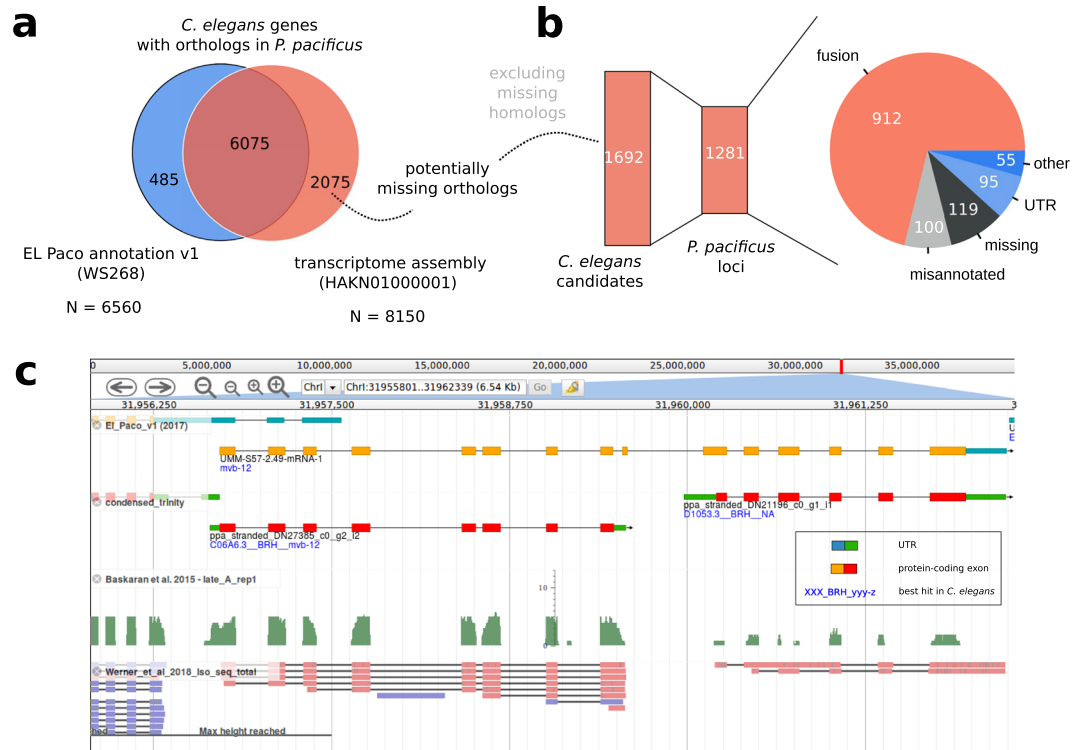 a
C. elegans genes
with orthologs in P. pacificus
6075
485
2075
EL Paco annotation v1
(WS268)
N = 6560
transcriptome assembly
(HAKN01000001)
N = 8150
potentially
missing orthologs
b
excluding
missing
homologs
1692
1281
C. elegans
candidates
P. pacificus
loci
fusion
912
55
other
95
UTR
119
missing
100
misannotated
c
0 5,000,000 10,000,000 15,000,000 20,000,000 25,000,000 30,000,000 35,000,000
ChrI ChrI:31955801..31962339 (6.54 Kb) Go
31,956,250 31,957,500 31,958,750 31,960,000 31,961,250 3
El_Paco_v1 (2017)
U
E
UMM-S57-2.49-mRNA-1
mvb-12
condensed_trinity
ppa_stranded_DN21196_c0_g1_i1
D1053.3__BRH__NA
ppa_stranded_DN27385_c0_g2_i2
C06A6.3__BRH__mvb-12
UTR
protein-coding exon
XXX_BRH_yyy-z best hit in C. elegans
Baskaran et al. 2015 - late_A_rep1
10
0
Werner_et_al_2018_Iso_seq_total
hed Max height reached